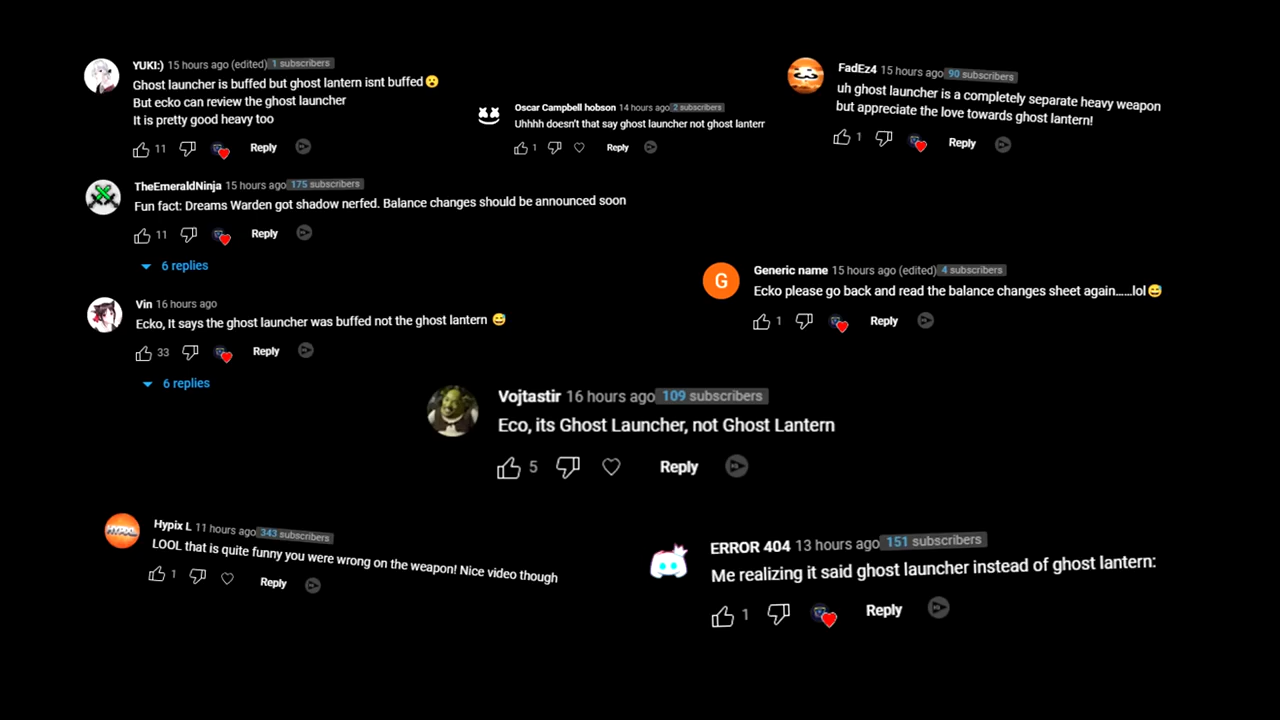 YUKI:) 15 hours ago (edited) 1 subscribers
Ghost launcher is buffed but ghost lantern isnt buffed😮
But ecko can review the ghost launcher
It is pretty good heavy too
11 Reply
Oscar Campbell hobson 14 hours ago 2 subscribers
Uhhhh doesn't that say ghost launcher not ghost lanterr
1 Reply
FadEz4 15 hours ago 90 subscribers
uh ghost launcher is a completely separate heavy weapon
but appreciate the love towards ghost lantern!
1 Reply
TheEmeraldNinja 15 hours ago 175 subscribers
Fun fact: Dreams Warden got shadow nerfed. Balance changes should be announced soon
11 Reply
6 replies
G
Generic name 15 hours ago (edited) 4 subscribers
Ecko please go back and read the balance changes sheet again......lol😅
1 Reply
Vin 16 hours ago
Ecko, It says the ghost launcher was buffed not the ghost lantern 😅
33 Reply
6 replies
Vojtastir 16 hours ago 109 subscribers
Eco, its Ghost Launcher, not Ghost Lantern
5 Reply
HYPIX
Hypix L 11 hours ago 343 subscribers
LOOL that is quite funny you were wrong on the weapon! Nice video though
1 Reply
ERROR 404 13 hours ago 151 subscribers
Me realizing it said ghost launcher instead of ghost lantern:
1 Reply